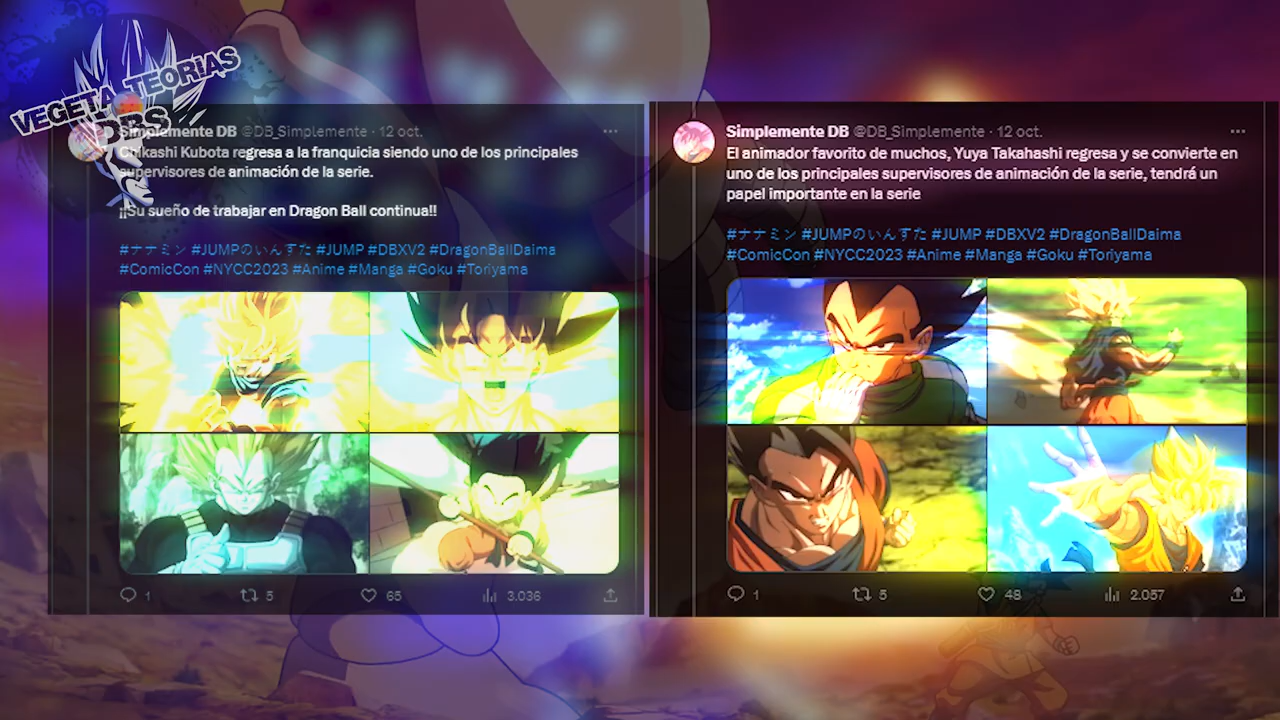 VEGETA TEORIAS
DBS
Simplemente DB @DB_Simplemente · 12 oct.
Chikashi Kubota regresa a la franquicia siendo uno de los principales
supervisores de animación de la serie.
¡¡Su sueño de trabajar en Dragon Ball continua!!
#ナナミン #JUMPのいんすた #JUMP #DBXV2 #DragonBallDaima
#ComicCon #NYCC2023 #Anime #Manga #Goku #Toriyama
1 5 65 3.036
Simplemente DB @DB_Simplemente · 12 oct.
El animador favorito de muchos, Yuya Takahashi regresa y se convierte en
uno de los principales supervisores de animación de la serie, tendrá un
papel importante en la serie
#ナナミン #JUMPのいんすた #JUMP #DBXV2 #DragonBallDaima
#ComicCon #NYCC2023 #Anime #Manga #Goku #Toriyama
1 5 48 2.057